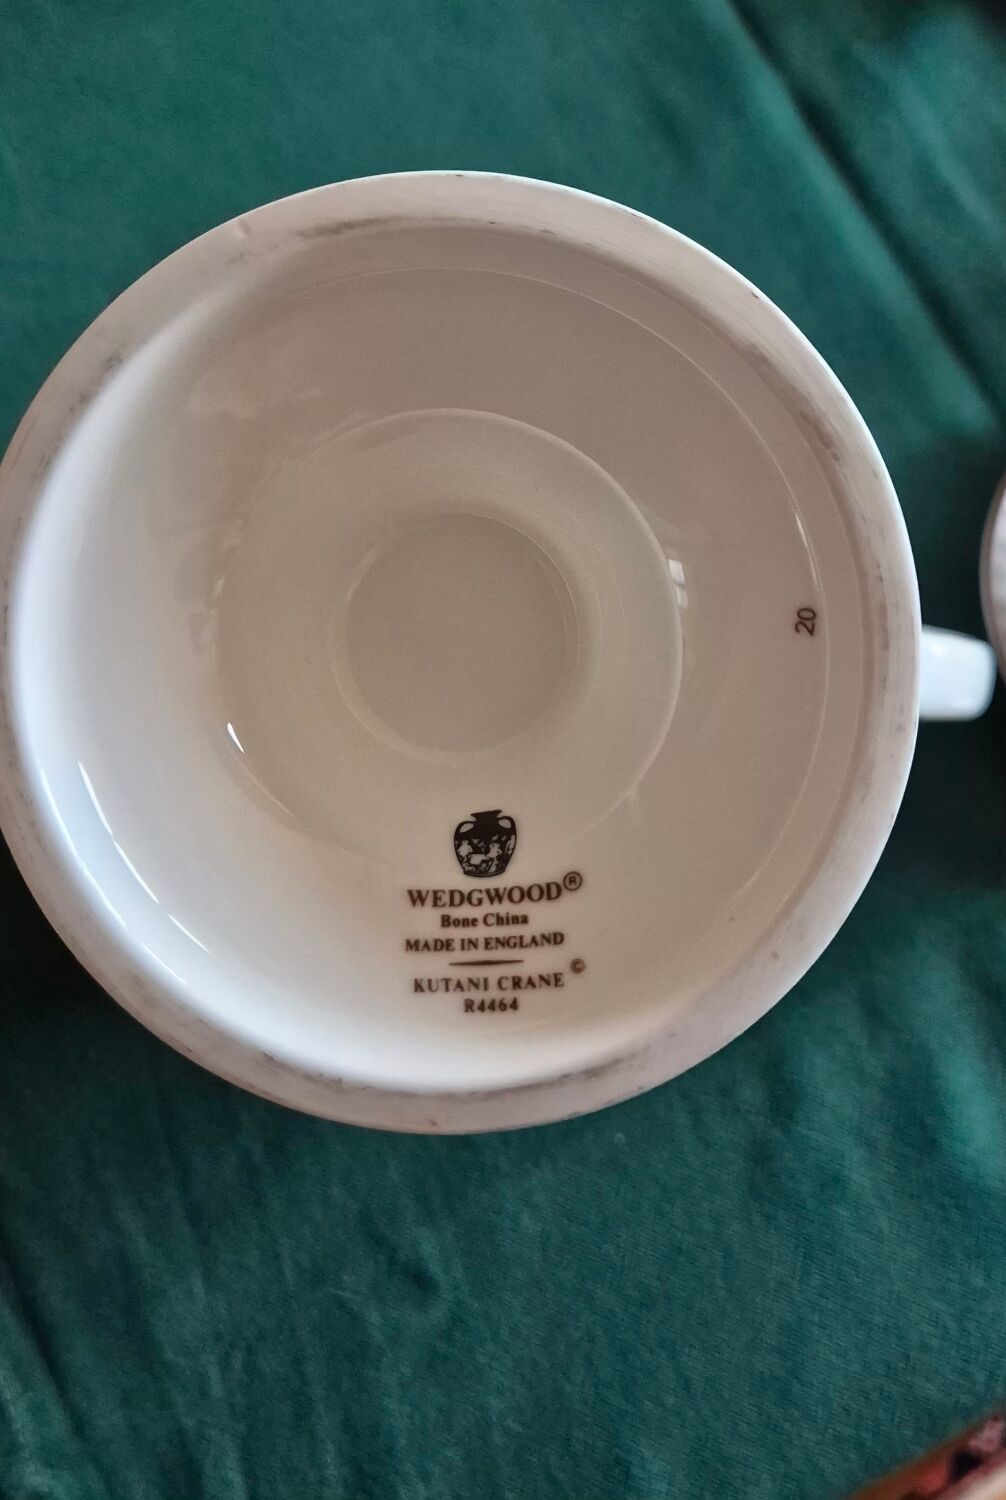 WEDGWOOD®
Bone China
MADE IN ENGLAND
KUTANI CRANE ©
R4464
20